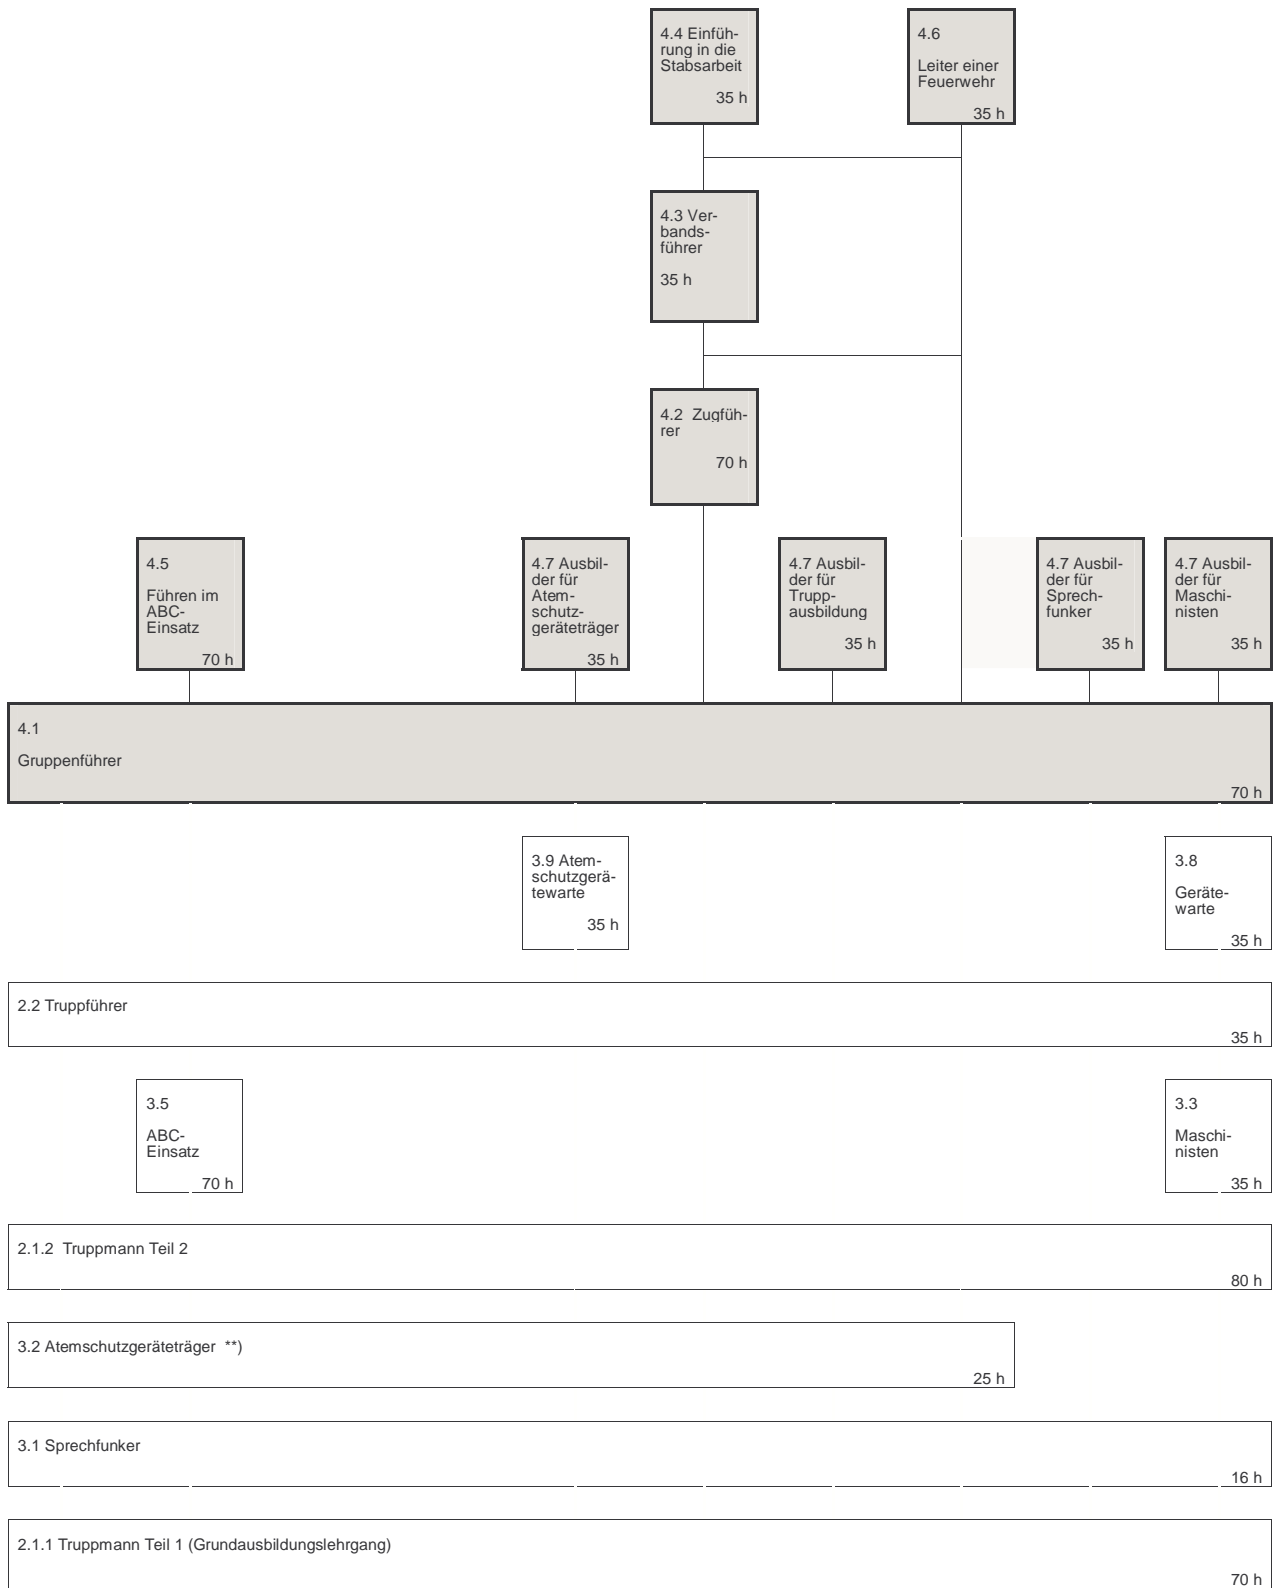 4.4 Einfüh-
rung in die
Stabsarbeit
35 h
4.6
Leiter einer
Feuerwehr
35 h
4.3 Ver-
bands-
führer
35 h
4.2 Zugfüh-
rer
70 h
4.5
Führen im
ABC-
Einsatz
70 h
4.7 Ausbil-
der für
Atem-
schutz-
geräteträger
35 h
4.7 Ausbil-
der für
Trupp-
ausbildung
35 h
4.7 Ausbil-
der für
Sprech-
funker
35 h
4.7 Ausbil-
der für
Maschi-
nisten
35 h
4.1
Gruppenführer
70 h
3.9 Atem-
schutzgerä-
tewarte
35 h
3.8
Geräte-
warte
35 h
2.2 Truppführer
35 h
3.5
ABC-
Einsatz
70 h
3.3
Maschi-
nisten
35 h
2.1.2 Truppmann Teil 2
80 h
3.2 Atemschutzgeräteträger **)
25 h
3.1 Sprechfunker
16 h
2.1.1 Truppmann Teil 1 (Grundausbildungslehrgang)
70 h